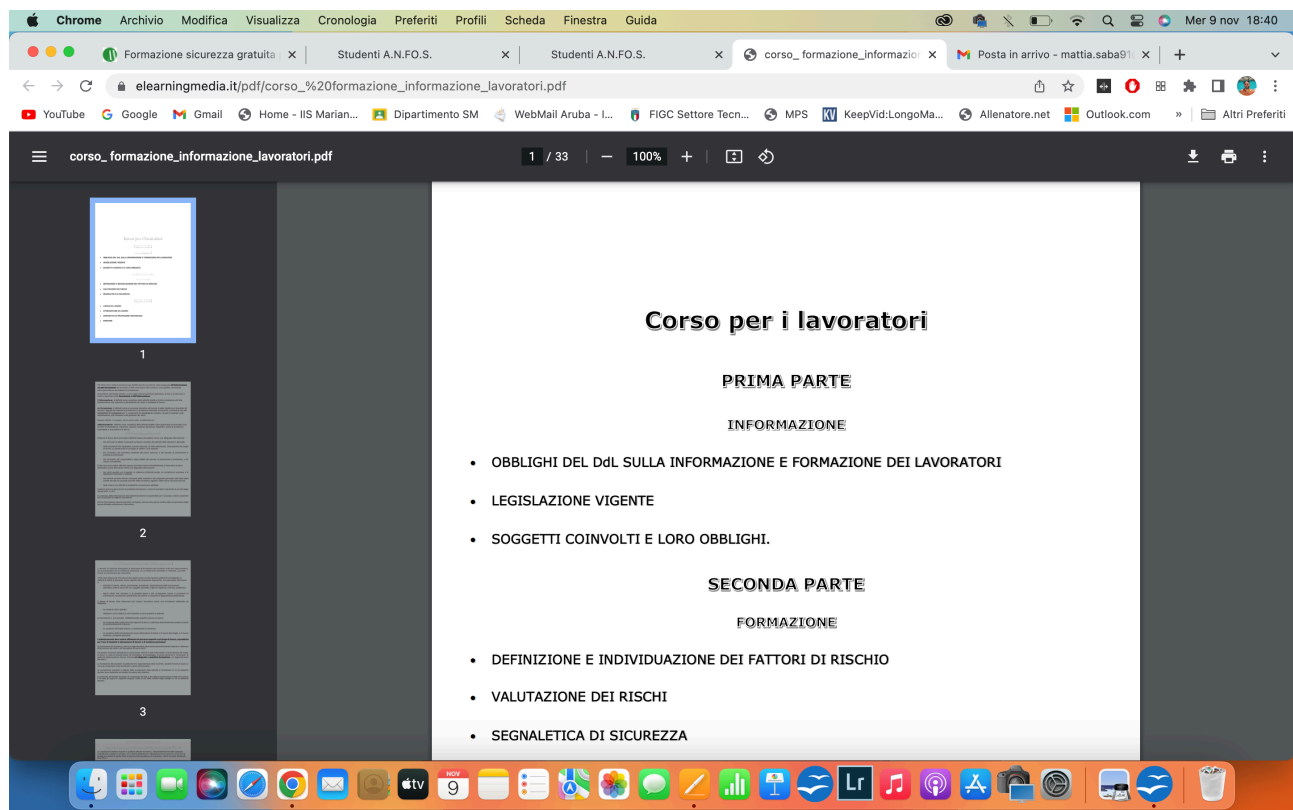 Chrome Archivio Modifica Visualizza Cronologia Preferiti Profili Scheda Finestra Guida Mer 9 nov 18:40
Formazione sicurezza gratuita Studenti A.N.FO.S. Studenti A.N.FO.S. corso_ formazione_informazion Posta in arrivo - mattia.saba91
elearningmedia.it/pdf/corso_%20formazione_informazione_lavoratori.pdf
YouTube Google Gmail Home - IIS Marian... Dipartimento SM WebMail Aruba - I... FIGC Settore Tecn... MPS KV KeepVid:LongoMa... Allenatore.net Outlook.com » Altri Preferiti
corso_ formazione_informazione_lavoratori.pdf 1 / 33 − 100% +
1
2
3
Corso per i lavoratori
PRIMA PARTE
INFORMAZIONE
• OBBLIGHI DEL DdL SULLA INFORMAZIONE E FORMAZIONE DEI LAVORATORI
• LEGISLAZIONE VIGENTE
• SOGGETTI COINVOLTI E LORO OBBLIGHI.
SECONDA PARTE
FORMAZIONE
• DEFINIZIONE E INDIVIDUAZIONE DEI FATTORI DI RISCHIO
• VALUTAZIONE DEI RISCHI
• SEGNALETICA DI SICUREZZA
tv NOV 9 Lr